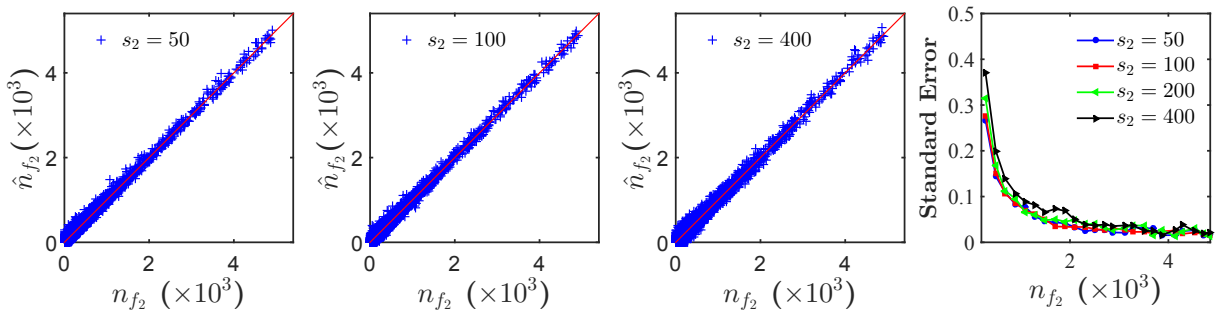 s₂ = 50
4
2
0
0 2 4
n̂_{f₂} (×10³)
n_{f₂} (×10³)
s₂ = 100
4
2
0
0 2 4
n̂_{f₂} (×10³)
n_{f₂} (×10³)
s₂ = 400
4
2
0
0 2 4
n̂_{f₂} (×10³)
n_{f₂} (×10³)
0.5
0.4
0.3
0.2
0.1
0
2 4
Standard Error
n_{f₂} (×10³)
s₂ = 50
s₂ = 100
s₂ = 200
s₂ = 400